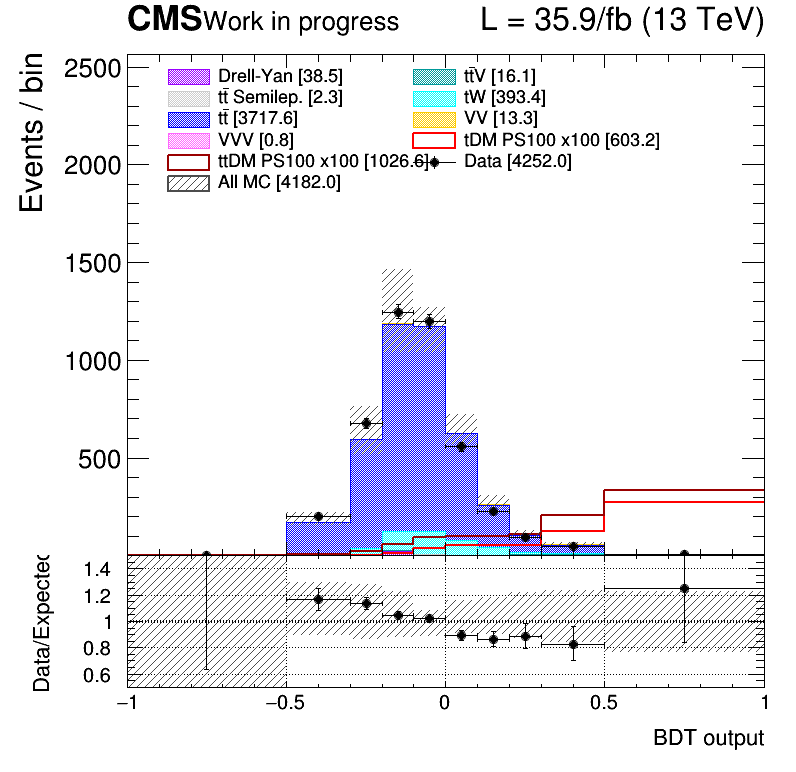 CMS Work in progress L = 35.9/fb (13 TeV)
Events / bin
2500
2000
1500
1000
500
Drell-Yan [38.5]
tt̄V [16.1]
tt̄ Semilep. [2.3]
tW [393.4]
tt̄ [3717.6]
VV [13.3]
VVV [0.8]
tDM PS100 x100 [603.2]
ttDM PS100 x100 [1026.6]
Data [4252.0]
All MC [4182.0]
Data/Expected
1.4
1.2
1
0.8
0.6
−1 −0.5 0 0.5 1
BDT output